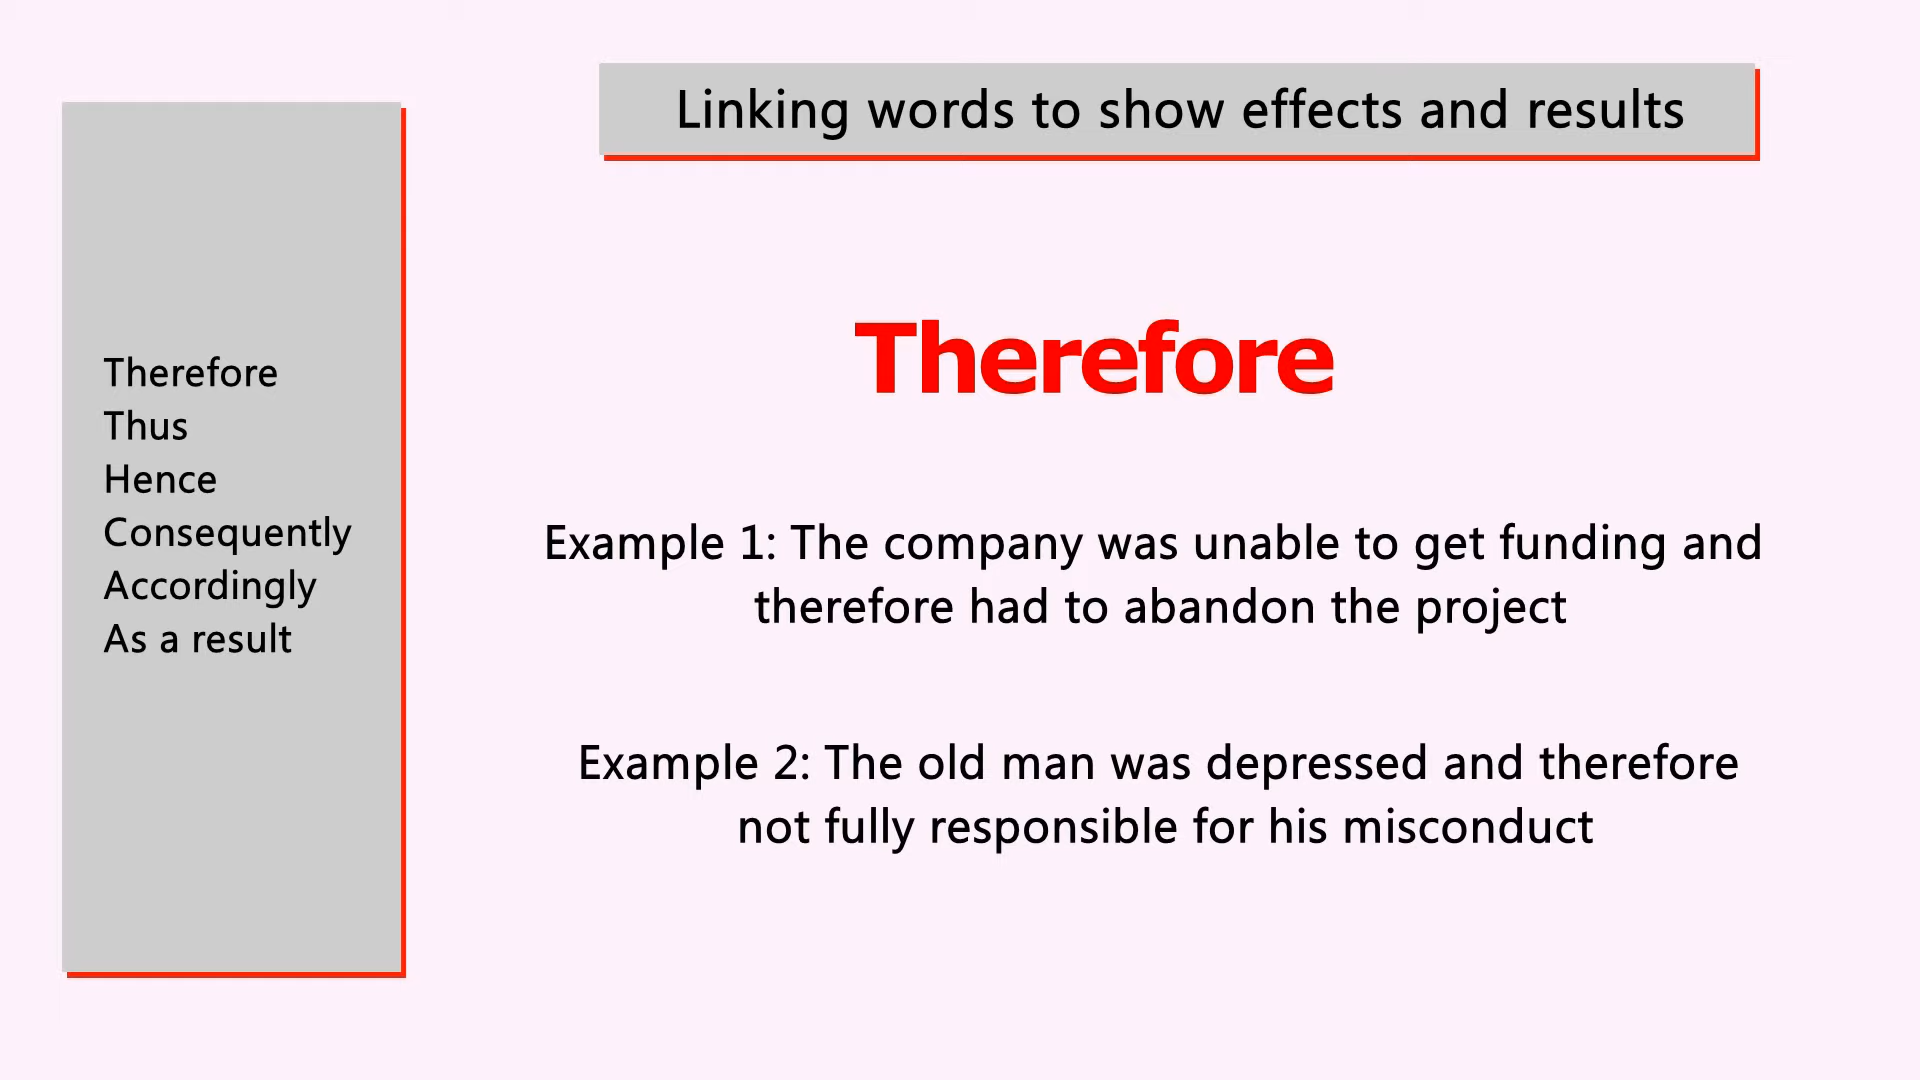 Linking words to show effects and results
Therefore
Thus
Hence
Consequently
Accordingly
As a result
Therefore
Example 1: The company was unable to get funding and
therefore had to abandon the project
Example 2: The old man was depressed and therefore
not fully responsible for his misconduct